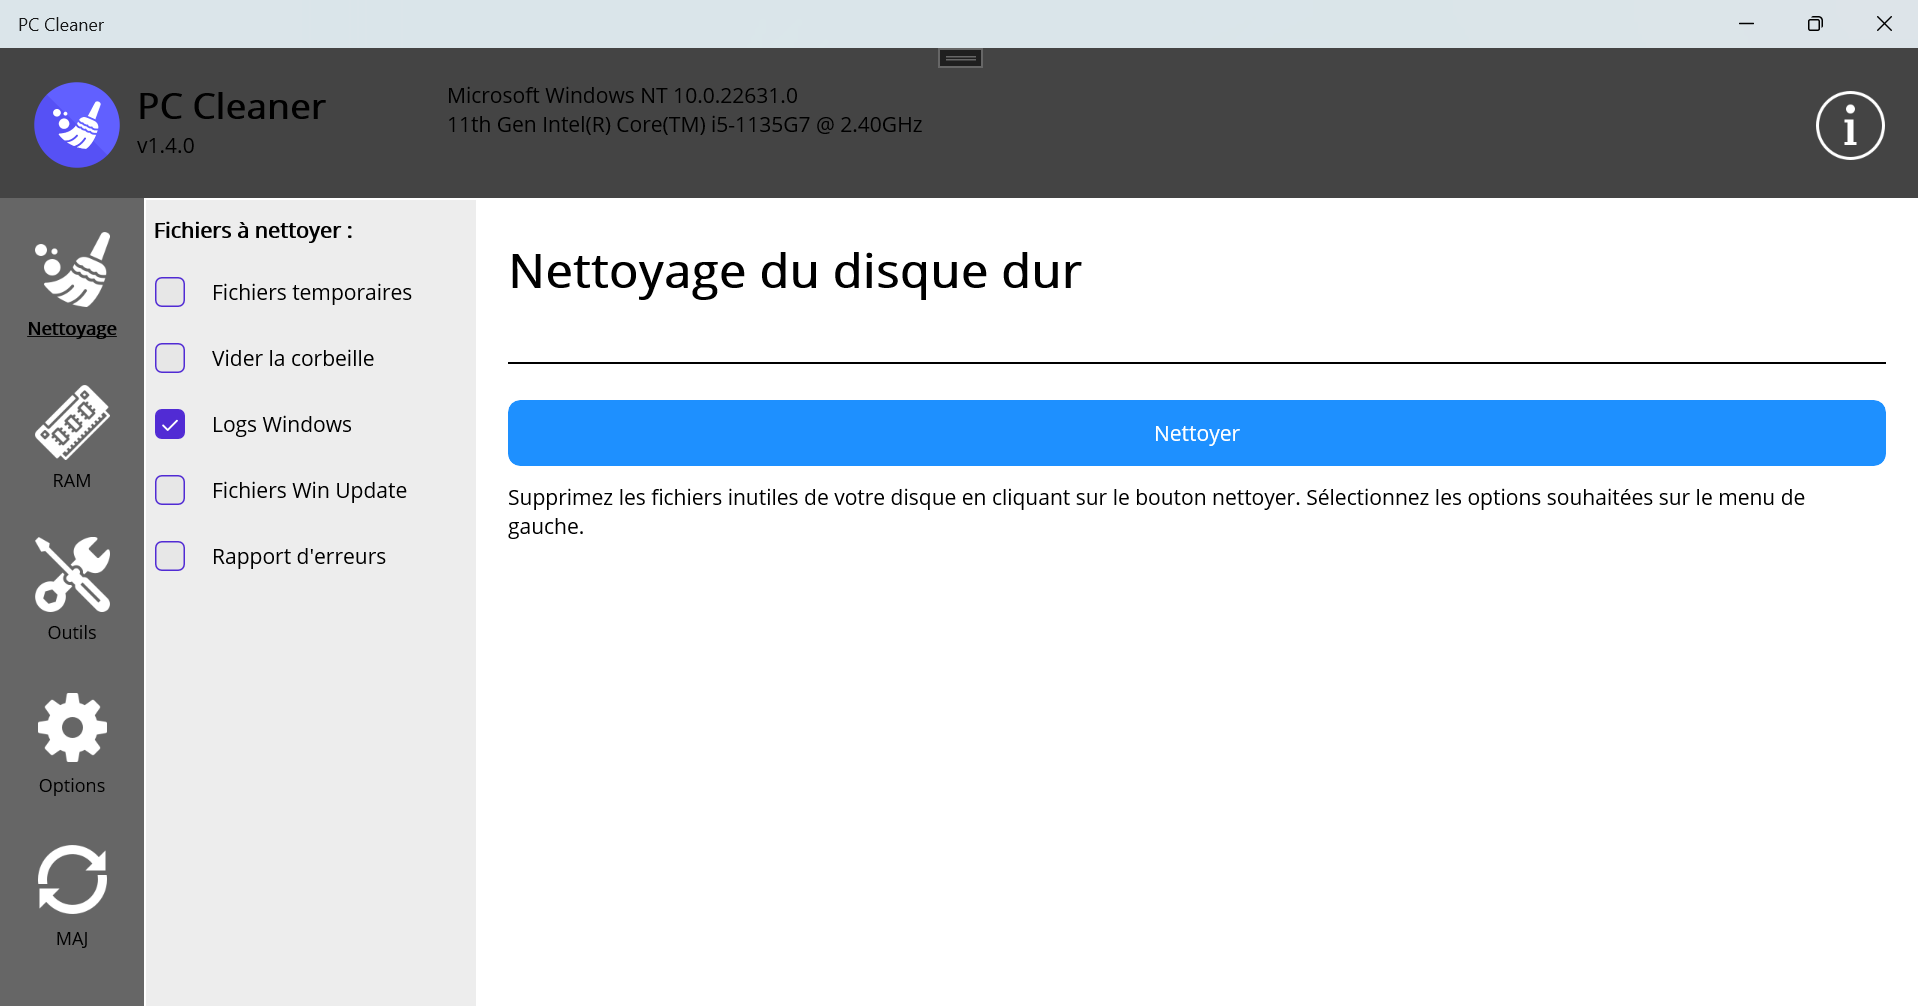 PC Cleaner
PC Cleaner
v1.4.0
Microsoft Windows NT 10.0.22631.0
11th Gen Intel(R) Core(TM) i5-1135G7 @ 2.40GHz
Nettoyage
RAM
Outils
Options
MAJ
Fichiers à nettoyer :
Fichiers temporaires
Vider la corbeille
Logs Windows
Fichiers Win Update
Rapport d'erreurs
Nettoyage du disque dur
Nettoyer
Supprimez les fichiers inutiles de votre disque en cliquant sur le bouton nettoyer. Sélectionnez les options souhaitées sur le menu de
gauche.